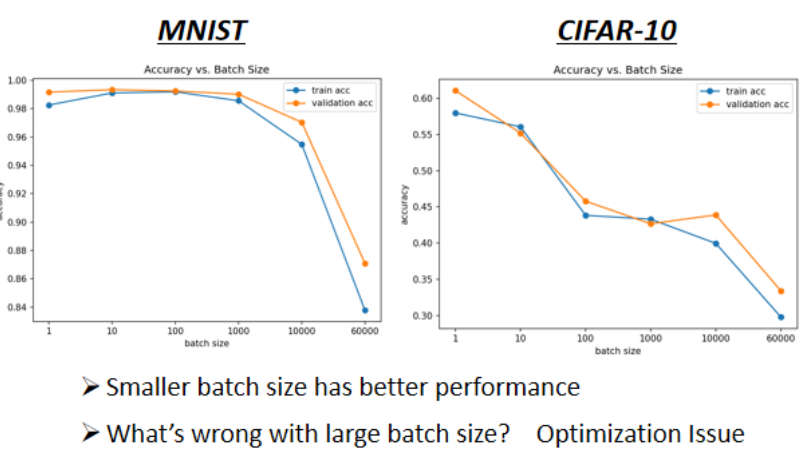 MNIST
CIFAR-10
Accuracy vs. Batch Size
train acc
validation acc
1.00
0.98
0.96
0.94
0.92
0.90
0.88
0.86
0.84
1 10 100 1000 10000 60000
batch size
Accuracy vs. Batch Size
train acc
validation acc
accuracy
0.60
0.55
0.50
0.45
0.40
0.35
0.30
1 10 100 1000 10000 60000
batch size
➢ Smaller batch size has better performance
➢ What's wrong with large batch size? Optimization Issue